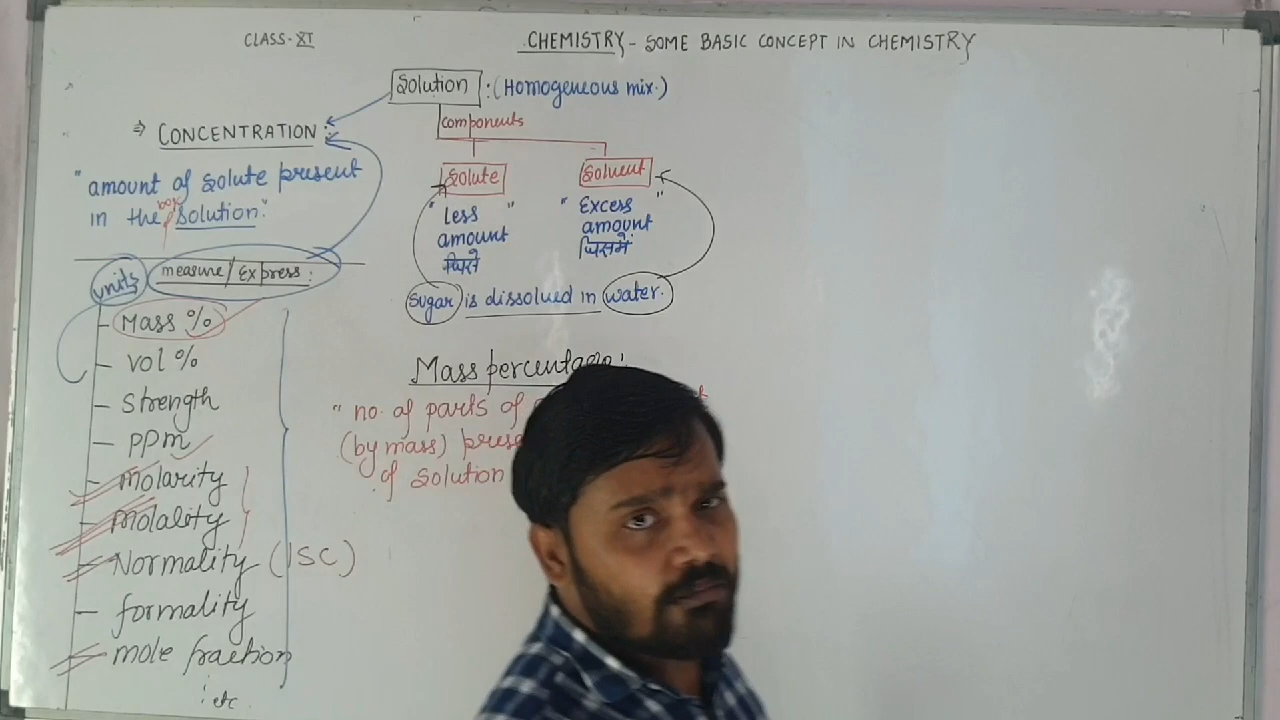 CLASS-XI
CHEMISTRY - SOME BASIC CONCEPT IN CHEMISTRY
Solution : (Homogeneous mix.)
components
⇒ CONCENTRATION :
"amount of solute present
in the solution."
Solute
Solvent
" Less "
amount
जिसे
" Excess "
amount
जिसमें
Sugar is dissolved in water.
units measure/Express :
Mass %
vol %
Strength
PPm
Molarity
Molality
Normality (ISC)
formality
mole fraction
etc
Mass percentage :
" no. of parts of
(by mass)
of solution